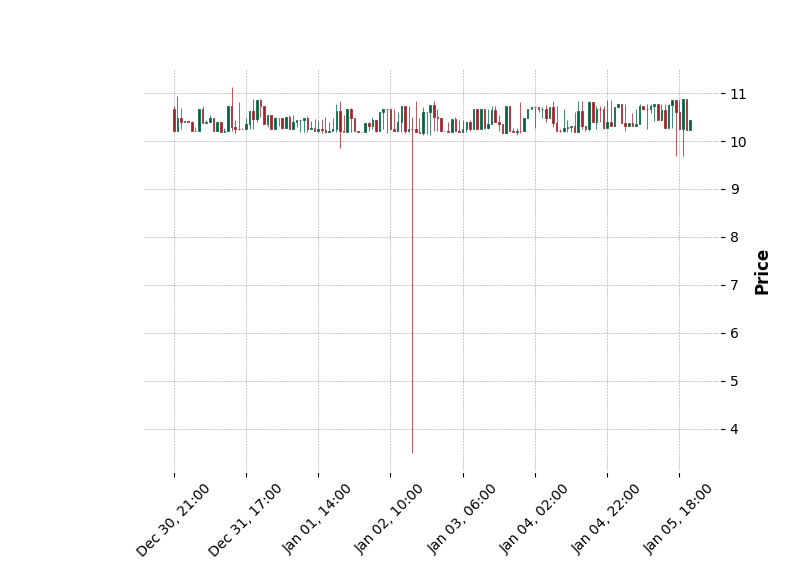 11
10
9
8
7
6
5
4
Price
Dec 30, 21:00
Dec 31, 17:00
Jan 01, 14:00
Jan 02, 10:00
Jan 03, 06:00
Jan 04, 02:00
Jan 04, 22:00
Jan 05, 18:00